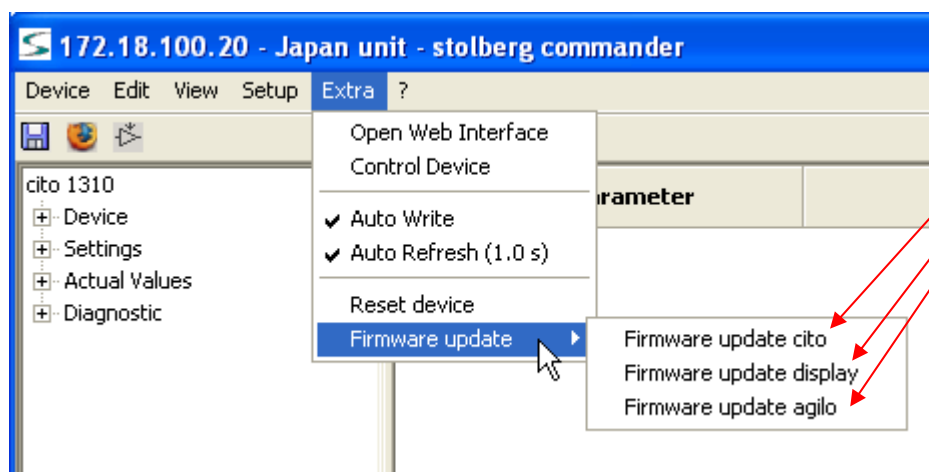 172.18.100.20 - Japan unit - stolberg commander
Device Edit View Setup Extra ?
Open Web Interface
Control Device
Auto Write
Auto Refresh (1.0 s)
Reset device
Firmware update
Firmware update cito
Firmware update display
Firmware update agilo
cito 1310
Device
Settings
Actual Values
Diagnostic
rameter